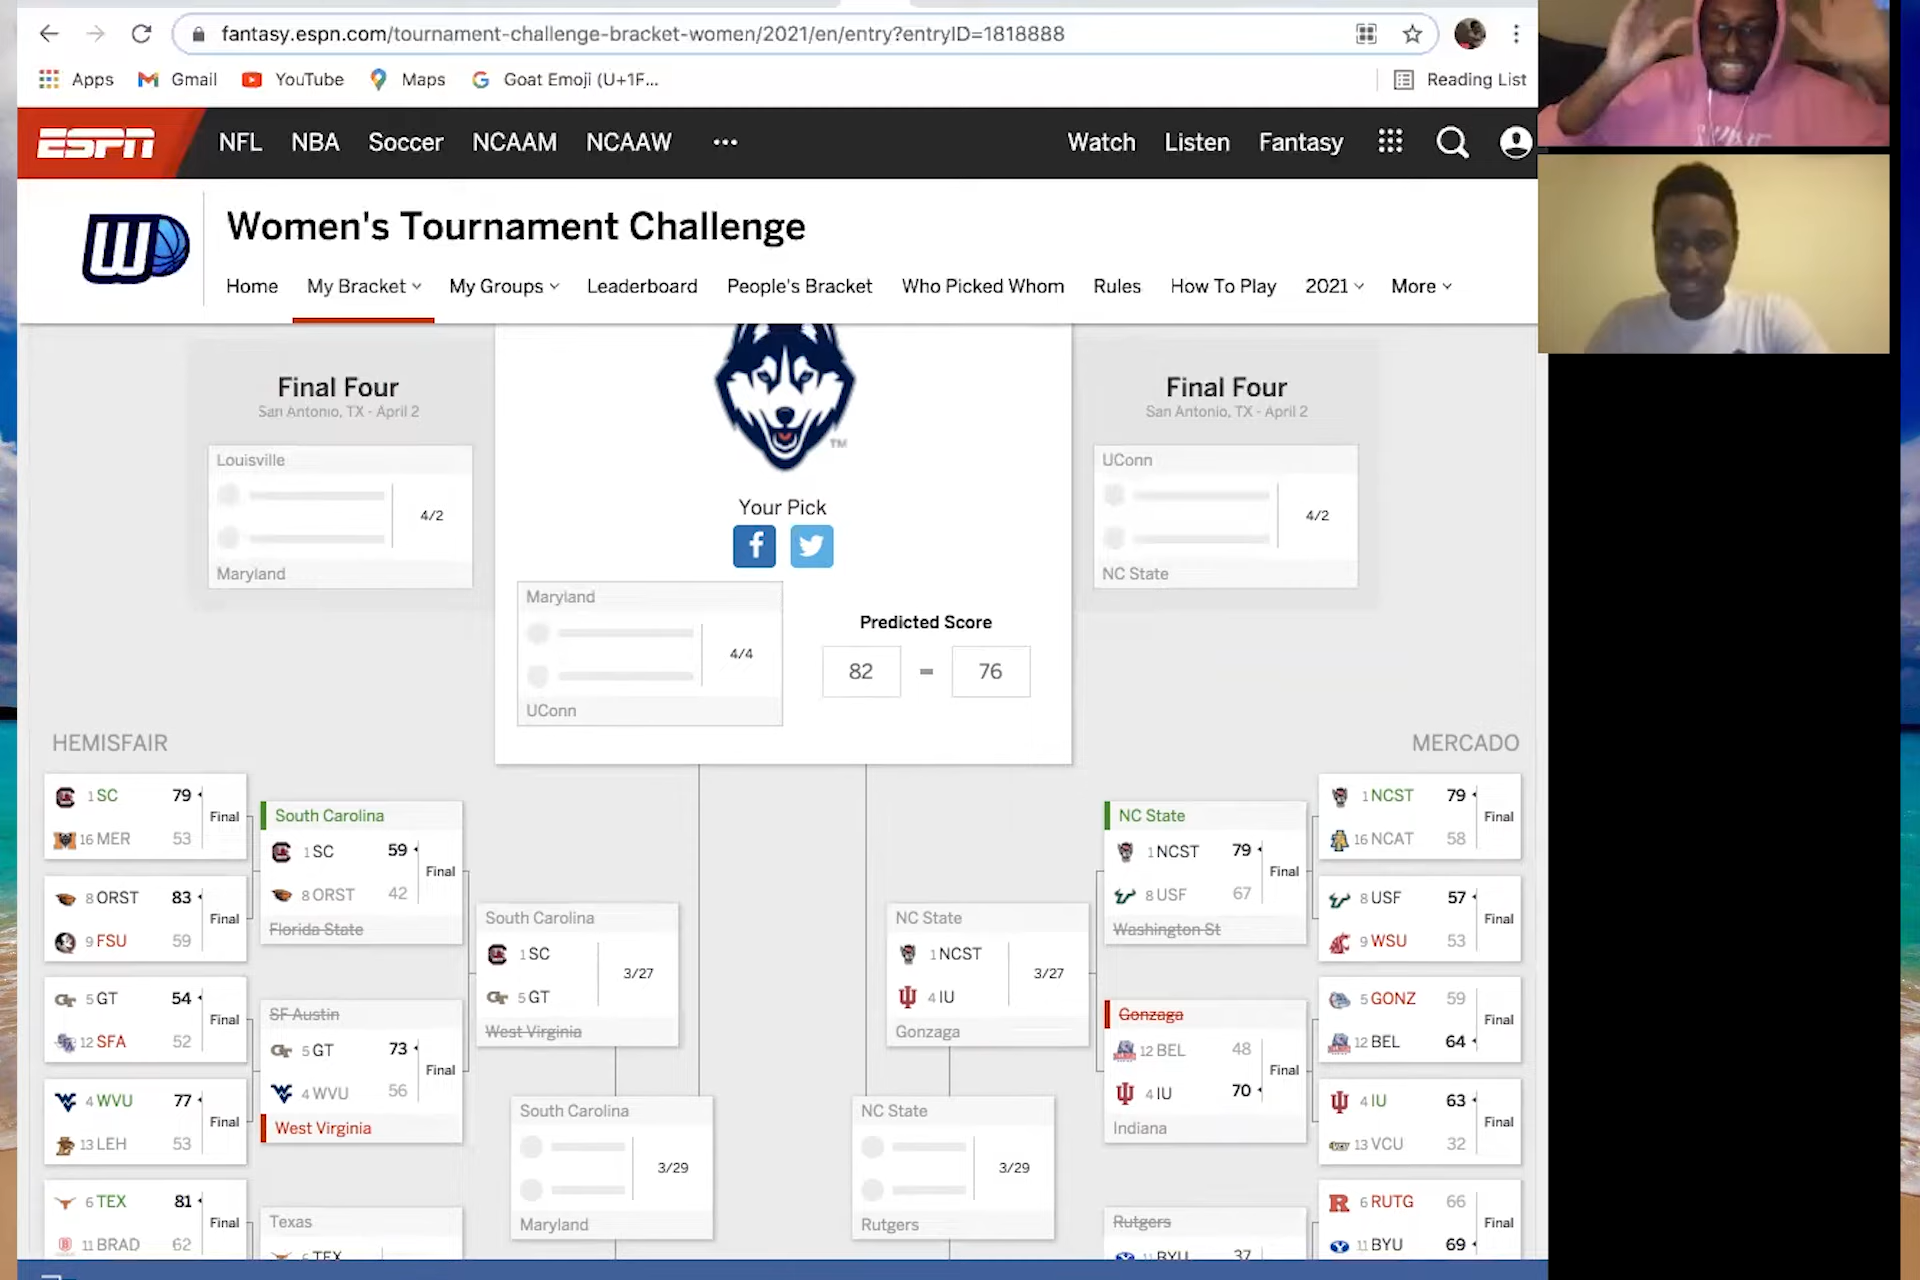 fantasy.espn.com/tournament-challenge-bracket-women/2021/en/entry?entryID=1818888
Apps Gmail YouTube Maps Goat Emoji (U+1F... Reading List
ESPN NFL NBA Soccer NCAAM NCAAW ... Watch Listen Fantasy
W
Women's Tournament Challenge
Home My Bracket My Groups Leaderboard People's Bracket Who Picked Whom Rules How To Play 2021 More
TM
Final Four
San Antonio, TX - April 2
Louisville
4/2
Maryland
Your Pick
Maryland
4/4
UConn
Predicted Score
82 - 76
Final Four
San Antonio, TX - April 2
UConn
4/2
NC State
HEMISFAIR
1 SC 79
16 MER 53
Final
8 ORST 83
9 FSU 59
Final
5 GT 54
12 SFA 52
Final
4 WVU 77
13 LEH 53
Final
6 TEX 81
11 BRAD 62
Final
South Carolina
1 SC 59
8 ORST 42
Final
Florida State
SF Austin
5 GT 73
4 WVU 56
Final
West Virginia
Texas
6 TEX
South Carolina
1 SC
5 GT
3/27
West Virginia
South Carolina
3/29
Maryland
NC State
1 NCST
4 IU
3/27
Gonzaga
NC State
3/29
Rutgers
NC State
1 NCST 79
8 USF 67
Final
Washington St
Gonzaga
12 BEL 48
4 IU 70
Final
Indiana
Rutgers
11 BYU 37
MERCADO
1 NCST 79
16 NCAT 58
Final
8 USF 57
9 WSU 53
Final
5 GONZ 59
12 BEL 64
Final
4 IU 63
13 VCU 32
Final
6 RUTG 66
11 BYU 69
Final